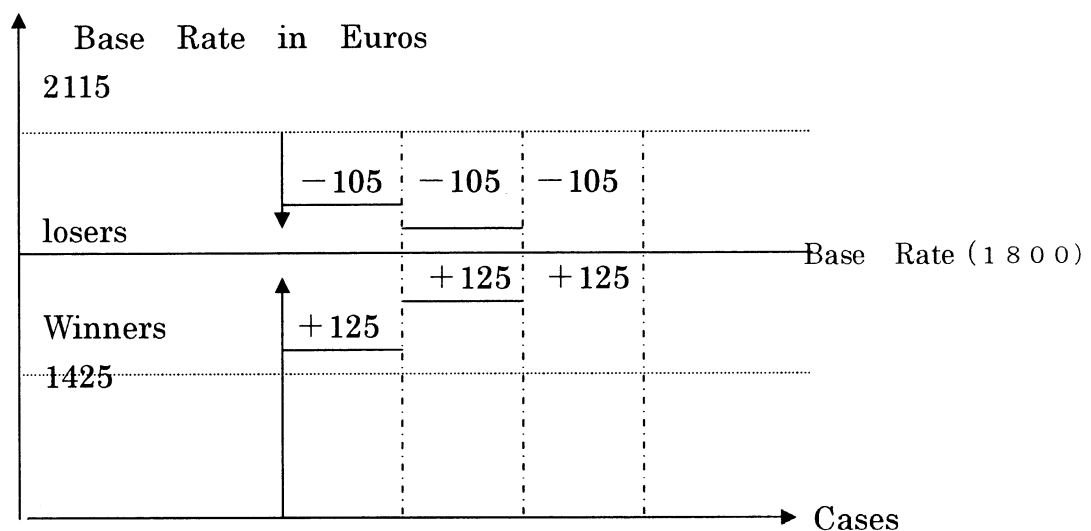 Base Rate in Euros
2115
−105 −105 −105
losers
Base Rate (1800)
+125 +125
Winners +125
1425
Cases